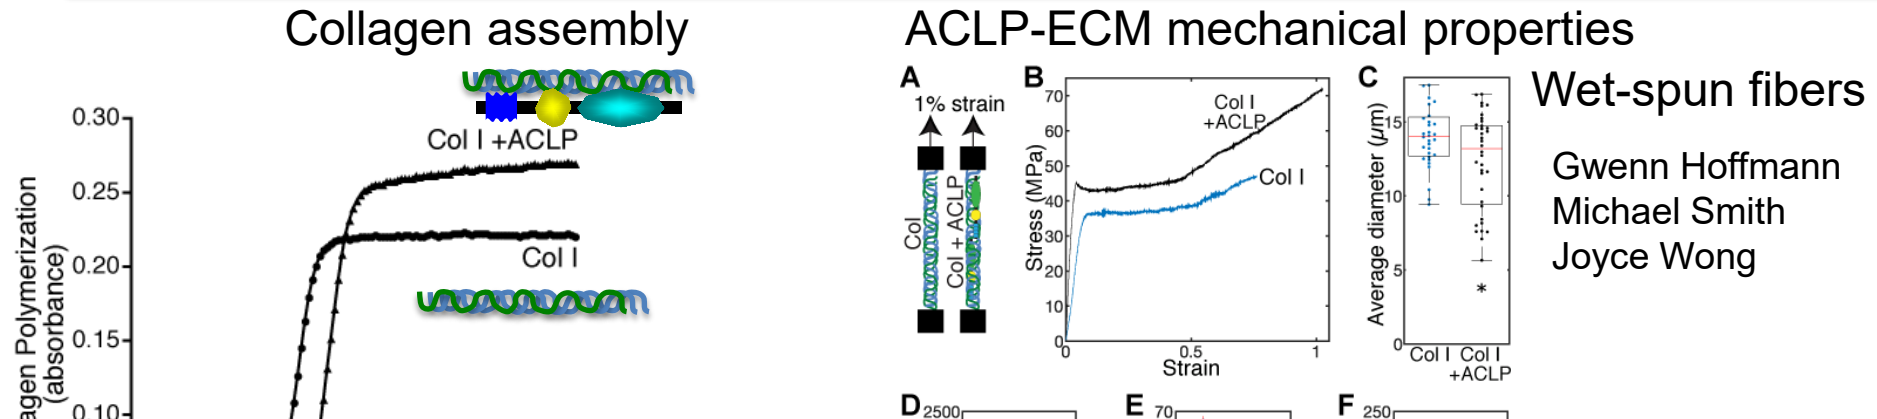 Collagen assembly
0.30
0.25
0.20
0.15
0.10
agen Polymerization
(absorbance)
Col I +ACLP
Col I
ACLP-ECM mechanical properties
A
1% strain
Col
Col + ACLP
B
70
60
50
40
30
20
10
0
Stress (MPa)
Col I
+ACLP
Col I
0
0.5
1
Strain
C
15
10
5
0
Average diameter (µm)
*
Col I
Col I
+ACLP
Wet-spun fibers
Gwenn Hoffmann
Michael Smith
Joyce Wong
D
2500
E
70
F
250